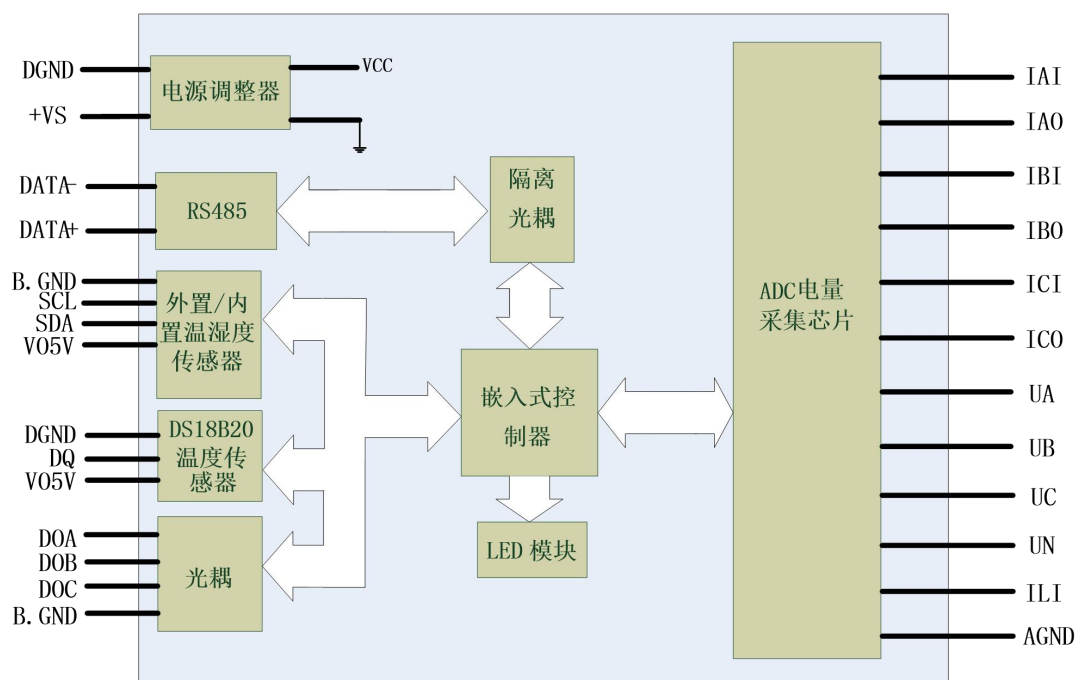 DGND
+VS
电源调整器
VCC
DATA-
DATA+
RS485
隔离
光耦
B.GND
SCL
SDA
VO5V
外置/内
置温湿度
传感器
DGND
DQ
VO5V
DS18B20
温度传
感器
DOA
DOB
DOC
B.GND
光耦
嵌入式控
制器
LED 模块
ADC电量
采集芯片
IAI
IAO
IBI
IBO
ICI
ICO
UA
UB
UC
UN
ILI
AGND